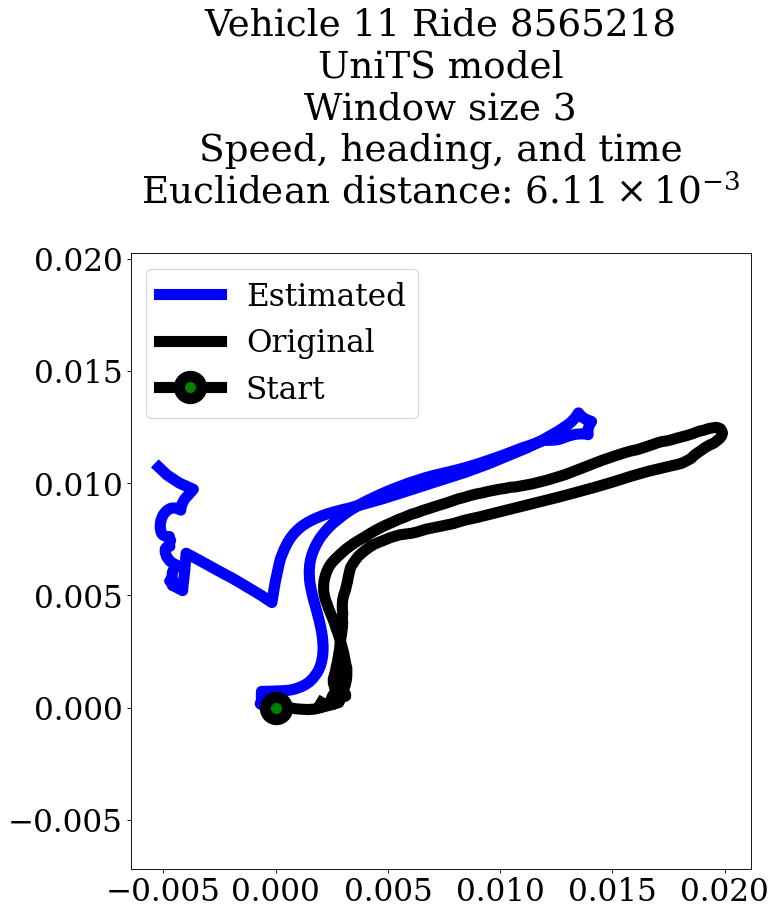 Vehicle 11 Ride 8565218
UniTS model
Window size 3
Speed, heading, and time
Euclidean distance: 6.11 × 10⁻³
0.020
0.015
0.010
0.005
0.000
−0.005
Estimated
Original
Start
−0.005 0.000 0.005 0.010 0.015 0.020